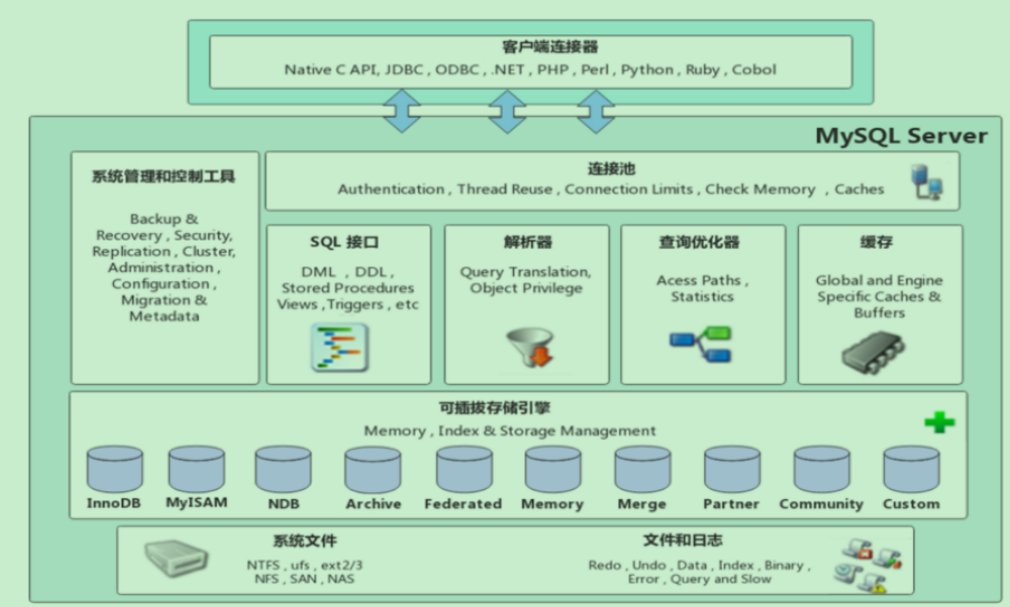 客户端连接器
Native C API, JDBC , ODBC , .NET , PHP , Perl , Python , Ruby , Cobol
MySQL Server
系统管理和控制工具
Backup &
Recovery , Security,
Replication , Cluster,
Administration ,
Configuration ,
Migration &
Metadata
连接池
Authentication , Thread Reuse , Connection Limits , Check Memory , Caches
SQL 接口
DML , DDL ,
Stored Procedures
Views ,Triggers , etc
解析器
Query Translation,
Object Privilege
查询优化器
Acess Paths ,
Statistics
缓存
Global and Engine
Specific Caches &
Buffers
可插拔存储引擎
Memory , Index & Storage Management
InnoDB
MyISAM
NDB
Archive
Federated
Memory
Merge
Partner
Community
Custom
系统文件
NTFS , ufs , ext2/3
NFS , SAN , NAS
文件和日志
Redo , Undo , Data , Index , Binary ,
Error , Query and Slow